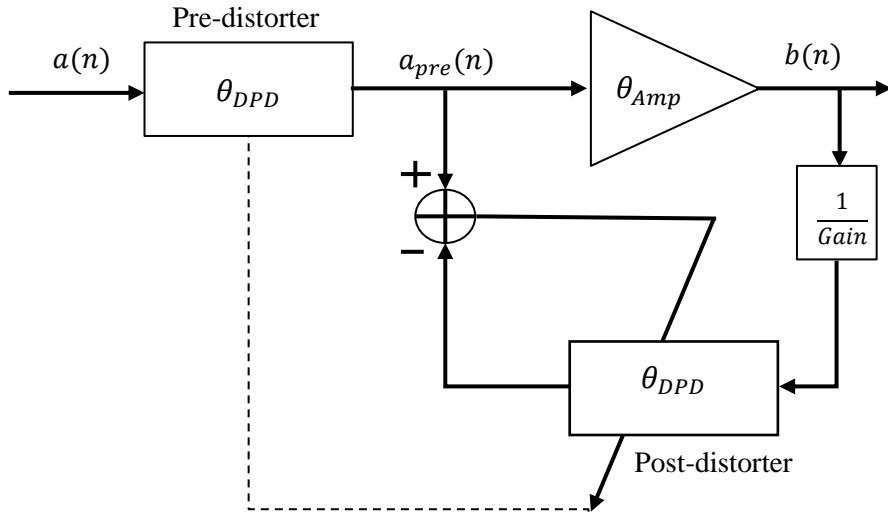 Pre-distorter
a(n)
θ_DPD
a_pre(n)
θ_Amp
b(n)
+
−
1/Gain
θ_DPD
Post-distorter